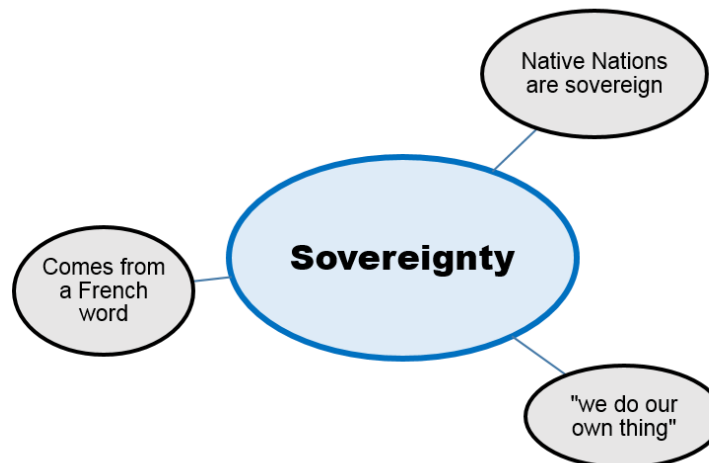 Native Nations
are sovereign
Sovereignty
Comes from
a French
word
"we do our
own thing"